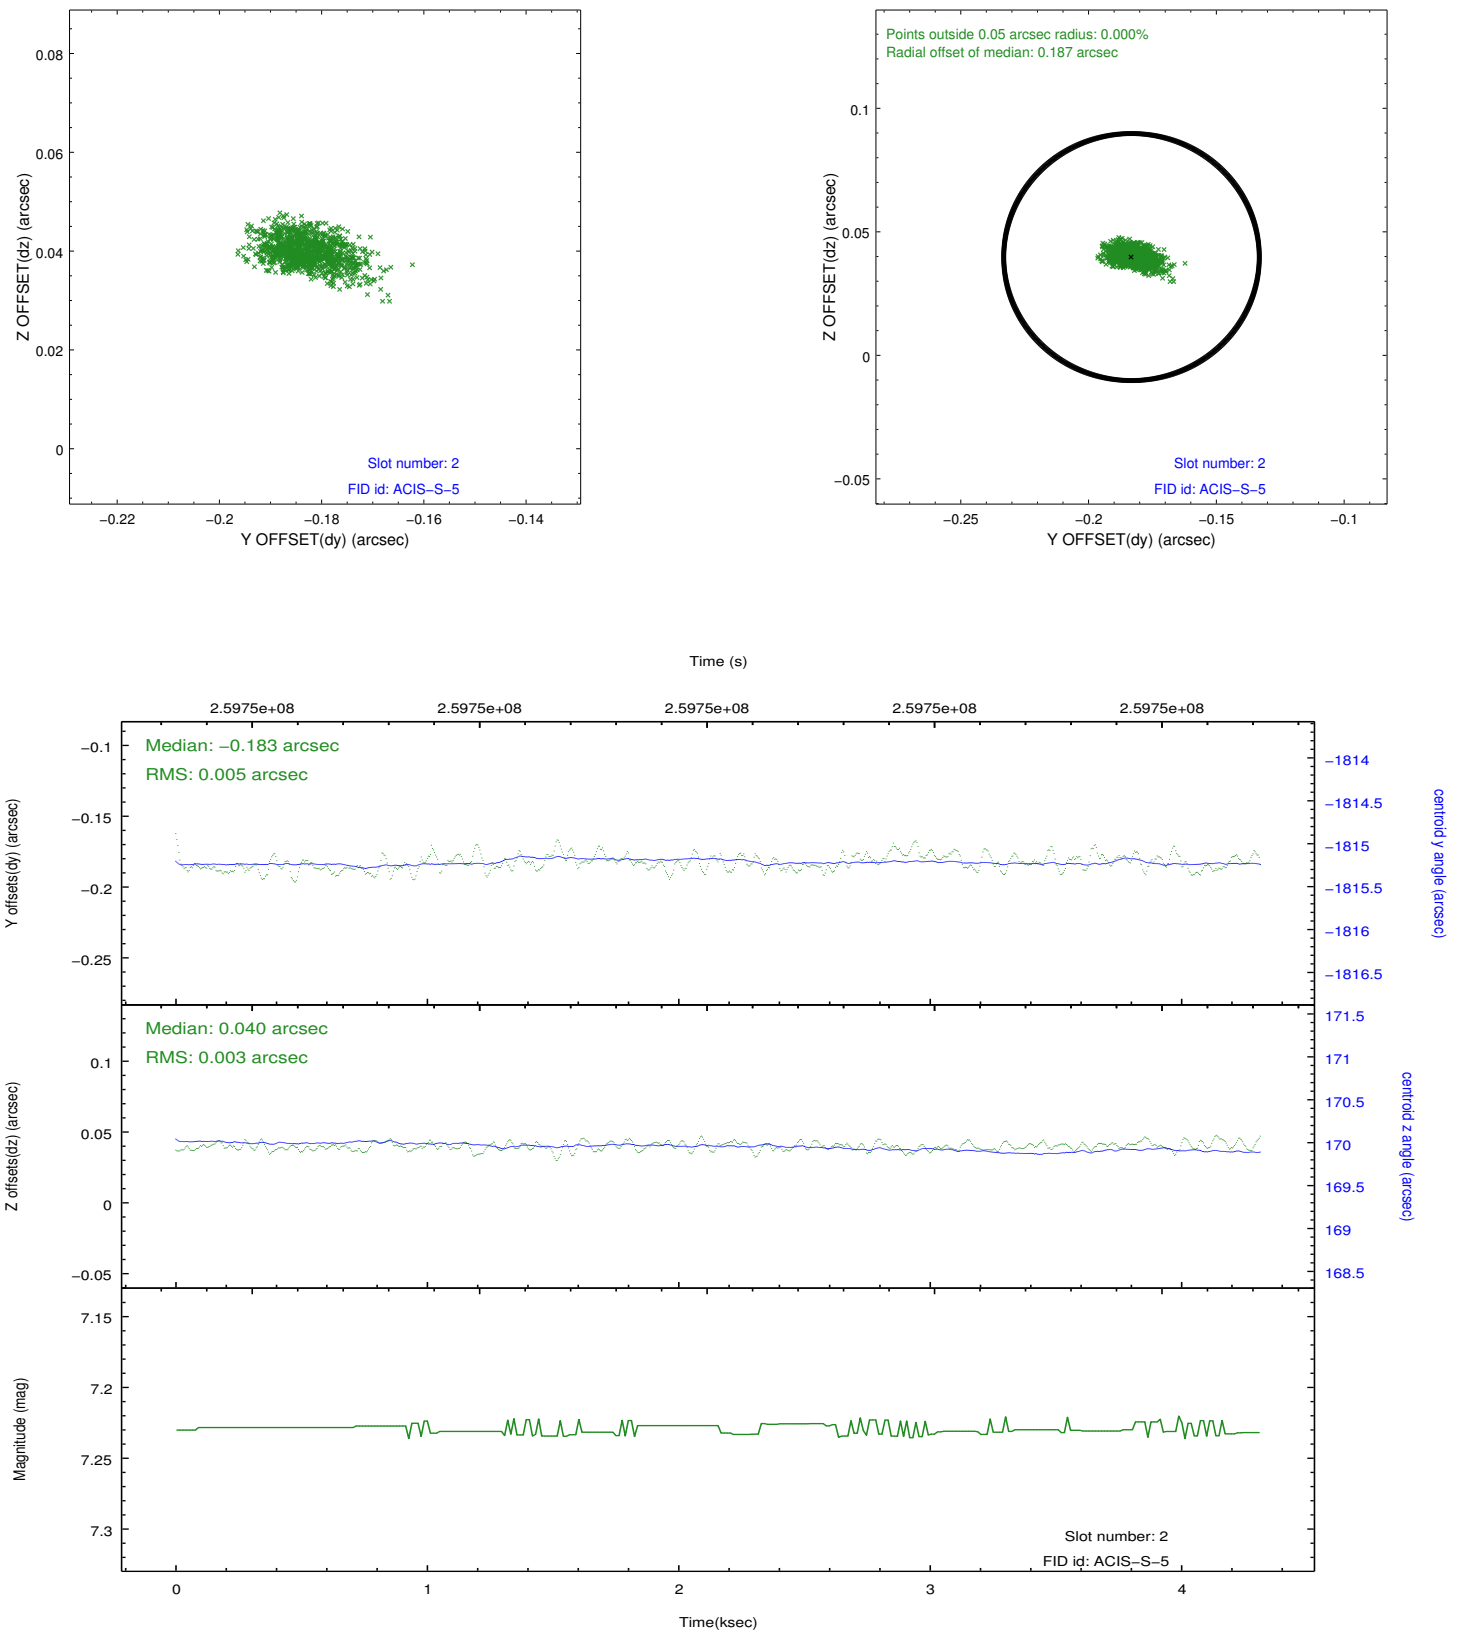 0.08
0.06
0.04
0.02
0
Z OFFSET(dz) (arcsec)
Slot number: 2
FID id: ACIS−S−5
−0.22 −0.2 −0.18 −0.16 −0.14
Y OFFSET(dy) (arcsec)
Points outside 0.05 arcsec radius: 0.000%
Radial offset of median: 0.187 arcsec
0.1
0.05
0
−0.05
Z OFFSET(dz) (arcsec)
Slot number: 2
FID id: ACIS−S−5
−0.25 −0.2 −0.15 −0.1
Y OFFSET(dy) (arcsec)
Time (s)
2.5975e+08 2.5975e+08 2.5975e+08 2.5975e+08 2.5975e+08
Median: −0.183 arcsec
RMS: 0.005 arcsec
−0.1
−0.15
−0.2
−0.25
Y offsets(dy) (arcsec)
−1814
−1814.5
−1815
−1815.5
−1816
−1816.5
centroid y angle (arcsec)
Median: 0.040 arcsec
RMS: 0.003 arcsec
0.1
0.05
0
−0.05
Z offsets(dz) (arcsec)
171.5
171
170.5
170
169.5
169
168.5
centroid z angle (arcsec)
7.15
7.2
7.25
7.3
Magnitude (mag)
Slot number: 2
FID id: ACIS−S−5
0 1 2 3 4
Time(ksec)